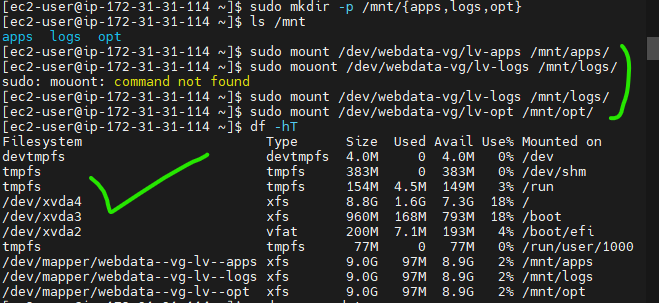 [ec2-user@ip-172-31-31-114 ~]$ sudo mkdir -p /mnt/{apps,logs,opt}
[ec2-user@ip-172-31-31-114 ~]$ ls /mnt
apps  logs  opt
[ec2-user@ip-172-31-31-114 ~]$ sudo mount /dev/webdata-vg/lv-apps /mnt/apps/
[ec2-user@ip-172-31-31-114 ~]$ sudo mouont /dev/webdata-vg/lv-logs /mnt/logs/
sudo: mouont: command not found
[ec2-user@ip-172-31-31-114 ~]$ sudo mount /dev/webdata-vg/lv-logs /mnt/logs/
[ec2-user@ip-172-31-31-114 ~]$ sudo mount /dev/webdata-vg/lv-opt /mnt/opt/
[ec2-user@ip-172-31-31-114 ~]$ df -hT
Filesystem                        Type      Size  Used Avail Use% Mounted on
devtmpfs                          devtmpfs  4.0M     0  4.0M   0% /dev
tmpfs                             tmpfs     383M     0  383M   0% /dev/shm
tmpfs                             tmpfs     154M  4.5M  149M   3% /run
/dev/xvda4                        xfs       8.8G  1.6G  7.3G  18% /
/dev/xvda3                        xfs       960M  168M  793M  18% /boot
/dev/xvda2                        vfat      200M  7.1M  193M   4% /boot/efi
tmpfs                             tmpfs      77M     0   77M   0% /run/user/1000
/dev/mapper/webdata--vg-lv--apps xfs       9.0G   97M  8.9G   2% /mnt/apps
/dev/mapper/webdata--vg-lv--logs xfs       9.0G   97M  8.9G   2% /mnt/logs
/dev/mapper/webdata--vg-lv--opt  xfs       9.0G   97M  8.9G   2% /mnt/opt